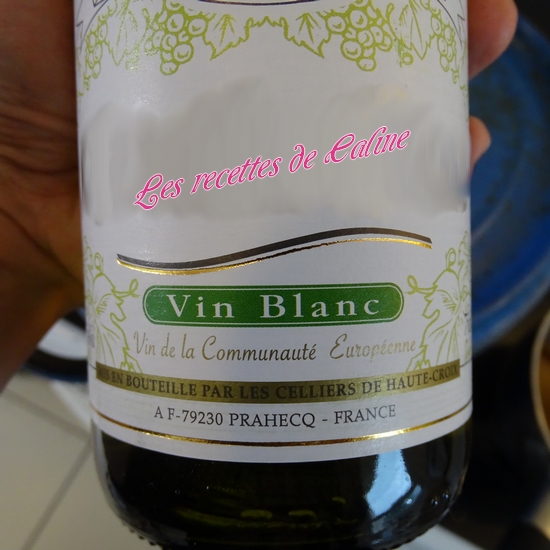 Les recettes de Caline
Vin Blanc
Vin de la Communauté Européenne
MIS EN BOUTEILLE PAR LES CELLIERS DE HAUTE-CROIX
A F-79230 PRAHECQ - FRANCE